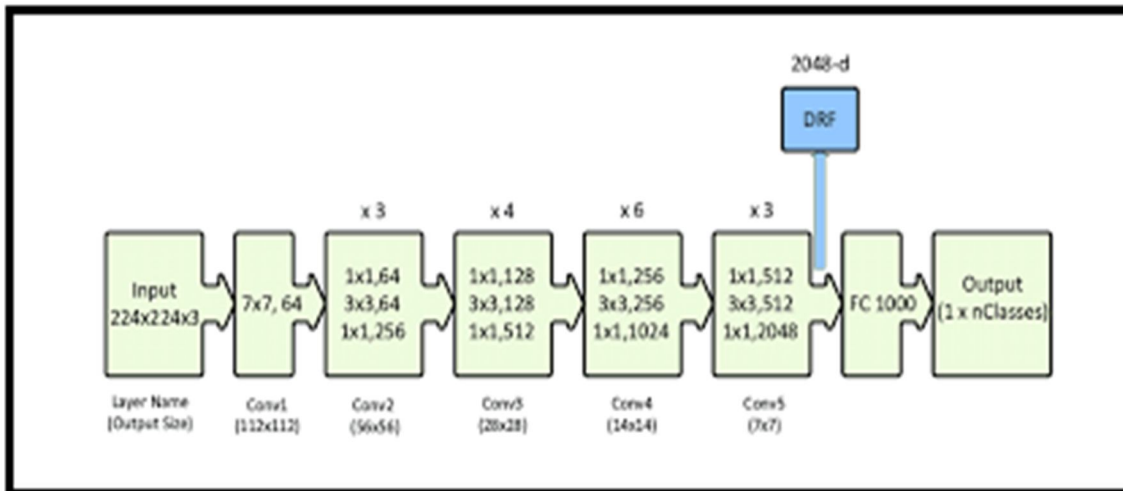 2048-d
DRF
x 3
x 4
x 6
x 3
Input
224x224x3
7x7, 64
1x1,64
3x3,64
1x1,256
1x1,128
3x3,128
1x1,512
1x1,256
3x3,256
1x1,1024
1x1,512
3x3,512
1x1,2048
FC 1000
Output
(1 x nClasses)
Layer Name
(Output Size)
Conv1
(112x112)
Conv2
(56x56)
Conv3
(28x28)
Conv4
(14x14)
Conv5
(7x7)